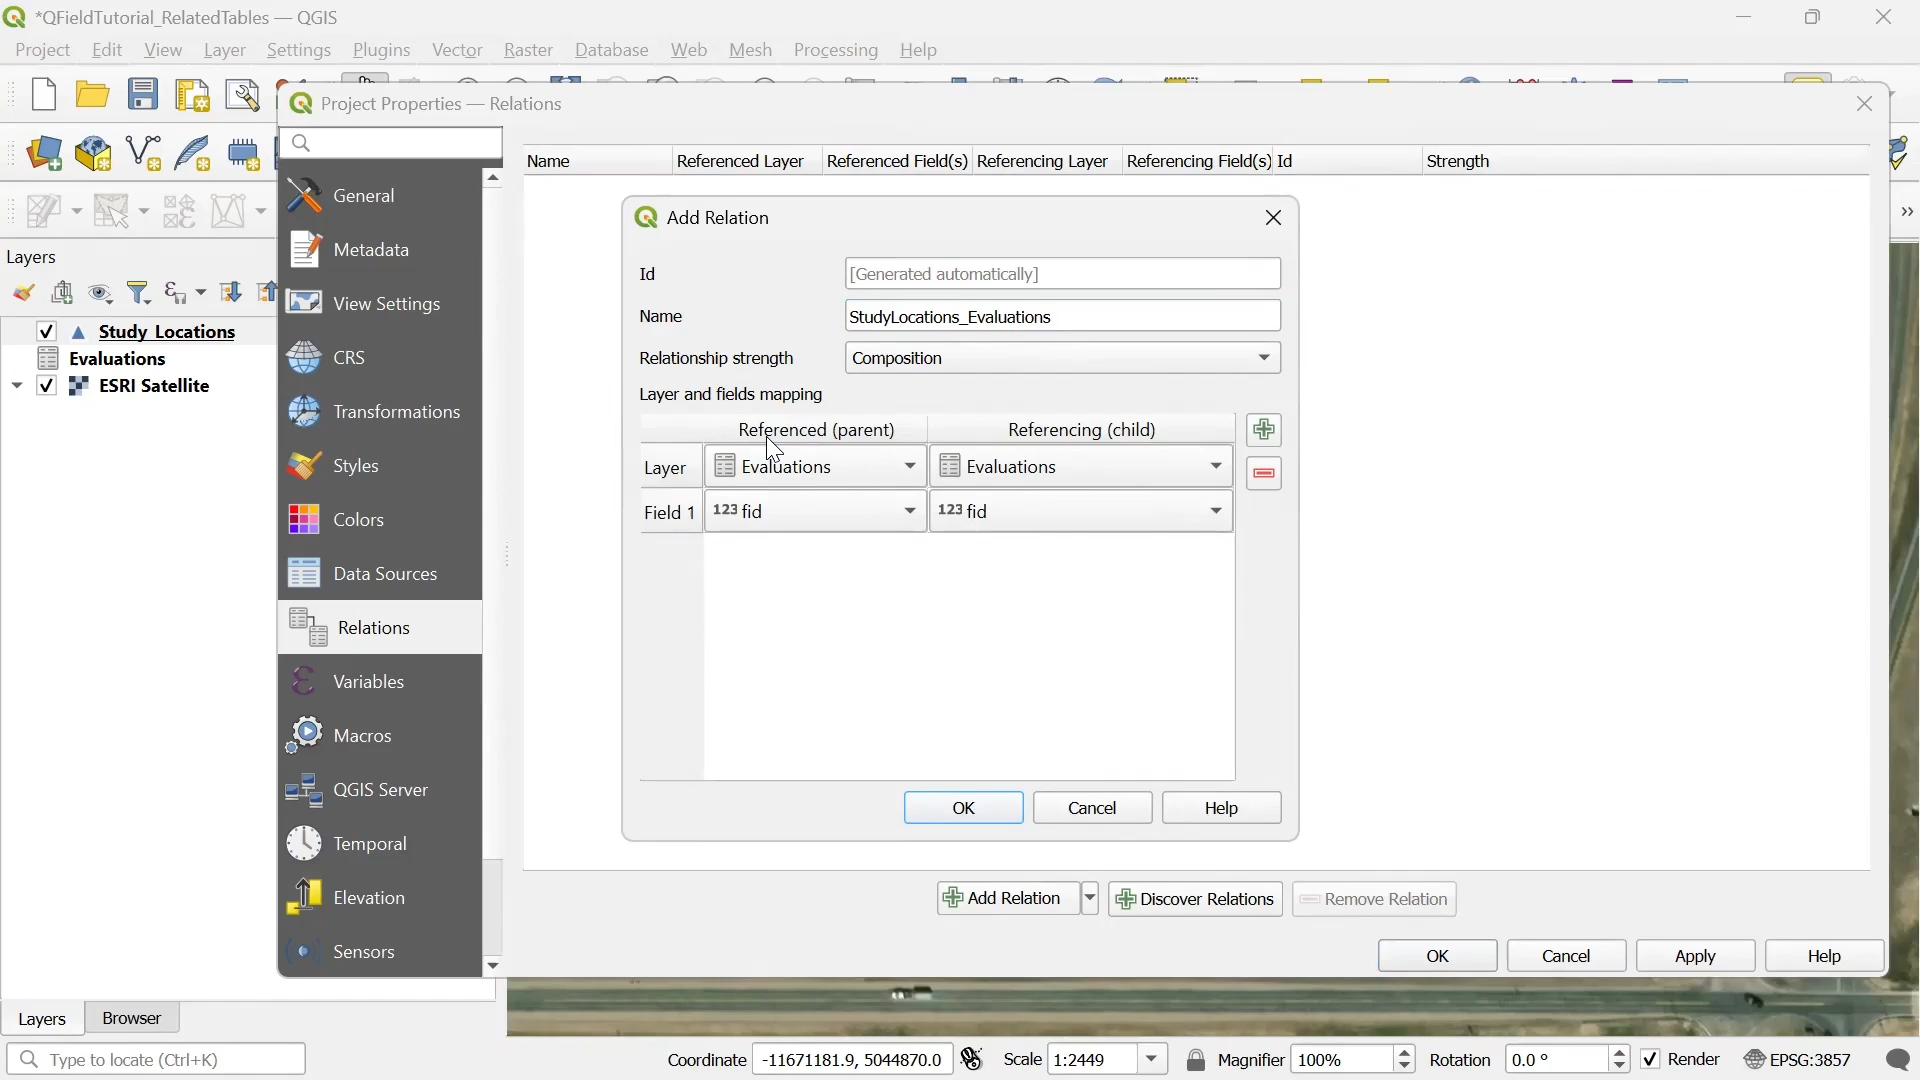 *QFieldTutorial_RelatedTables — QGIS
Project Edit View Layer Settings Plugins Vector Raster Database Web Mesh Processing Help
Project Properties — Relations
Name Referenced Layer Referenced Field(s) Referencing Layer Referencing Field(s) Id Strength
General
Metadata
View Settings
CRS
Transformations
Styles
Colors
Data Sources
Relations
Variables
Macros
QGIS Server
Temporal
Elevation
Sensors
Layers
Study Locations
Evaluations
ESRI Satellite
Add Relation
Id [Generated automatically]
Name StudyLocations_Evaluations
Relationship strength Composition
Layer and fields mapping
Referenced (parent) Referencing (child)
Layer Evaluations Evaluations
Field 1 123 fid 123 fid
OK Cancel Help
Add Relation Discover Relations Remove Relation
OK Cancel Apply Help
Layers Browser
Type to locate (Ctrl+K) Coordinate -11671181.9, 5044870.0 Scale 1:2449 Magnifier 100% Rotation 0.0 ° Render EPSG:3857